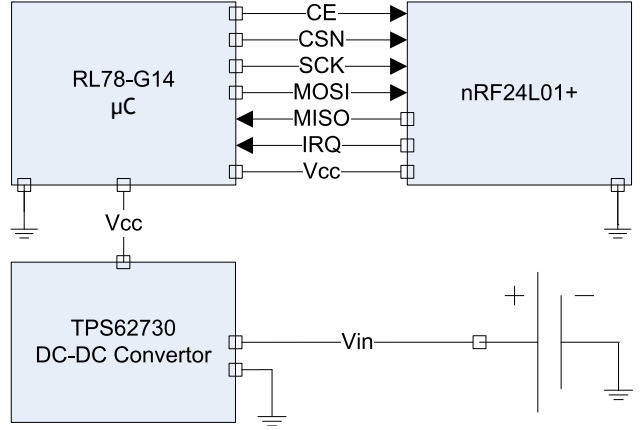 RL78-G14
µC
CE
CSN
SCK
MOSI
MISO
IRQ
Vcc
nRF24L01+
Vcc
TPS62730
DC-DC Convertor
Vin
+
—